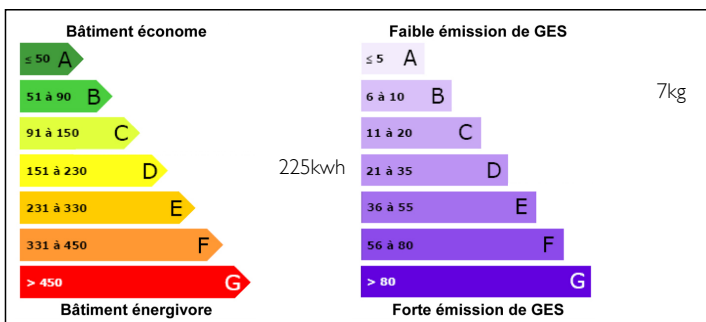 Bâtiment économe
≤ 50 A
51 à 90 B
91 à 150 C
151 à 230 D
231 à 330 E
331 à 450 F
> 450 G
Bâtiment énergivore
225kwh
Faible émission de GES
≤ 5 A
6 à 10 B
11 à 20 C
21 à 35 D
36 à 55 E
56 à 80 F
> 80 G
Forte émission de GES
7kg